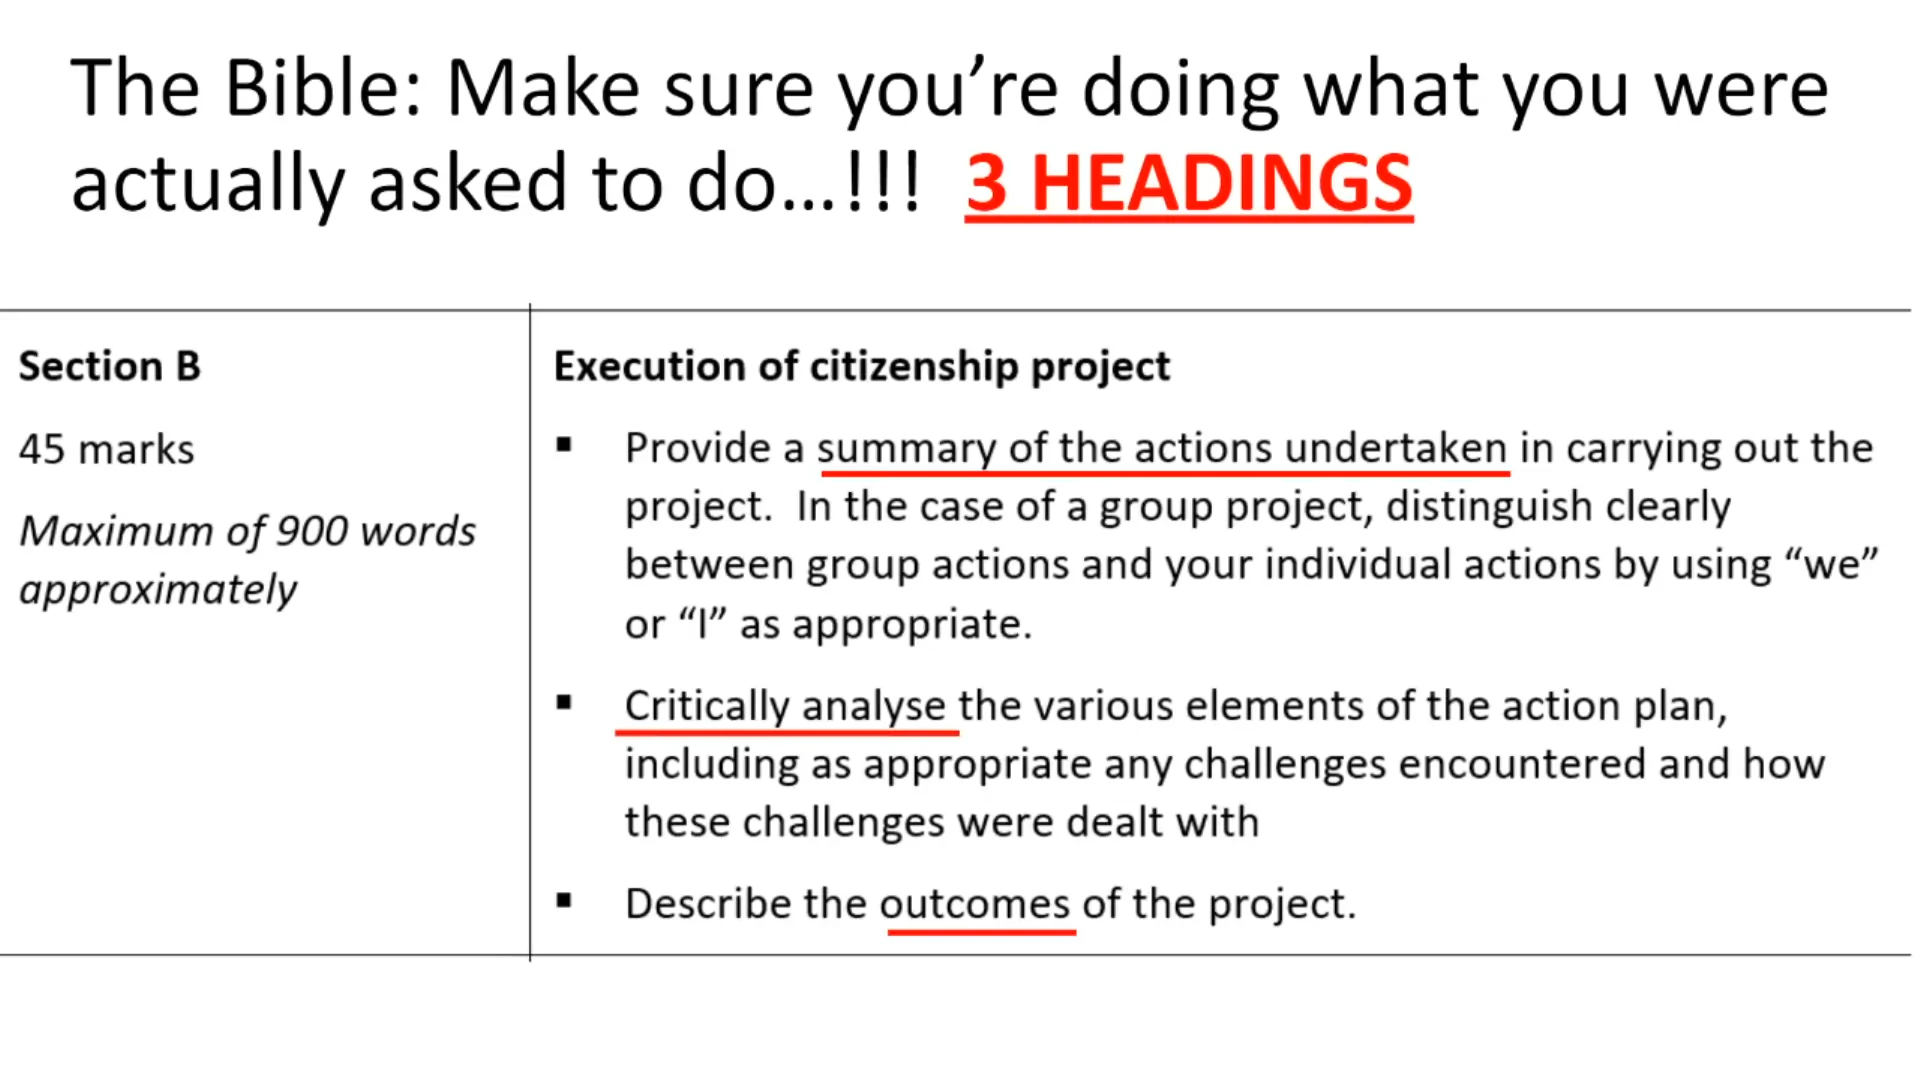 The Bible: Make sure you’re doing what you were
actually asked to do…!!! 3 HEADINGS
Section B
45 marks
Maximum of 900 words
approximately
Execution of citizenship project
▪ Provide a summary of the actions undertaken in carrying out the
project. In the case of a group project, distinguish clearly
between group actions and your individual actions by using “we”
or “I” as appropriate.
▪ Critically analyse the various elements of the action plan,
including as appropriate any challenges encountered and how
these challenges were dealt with
▪ Describe the outcomes of the project.